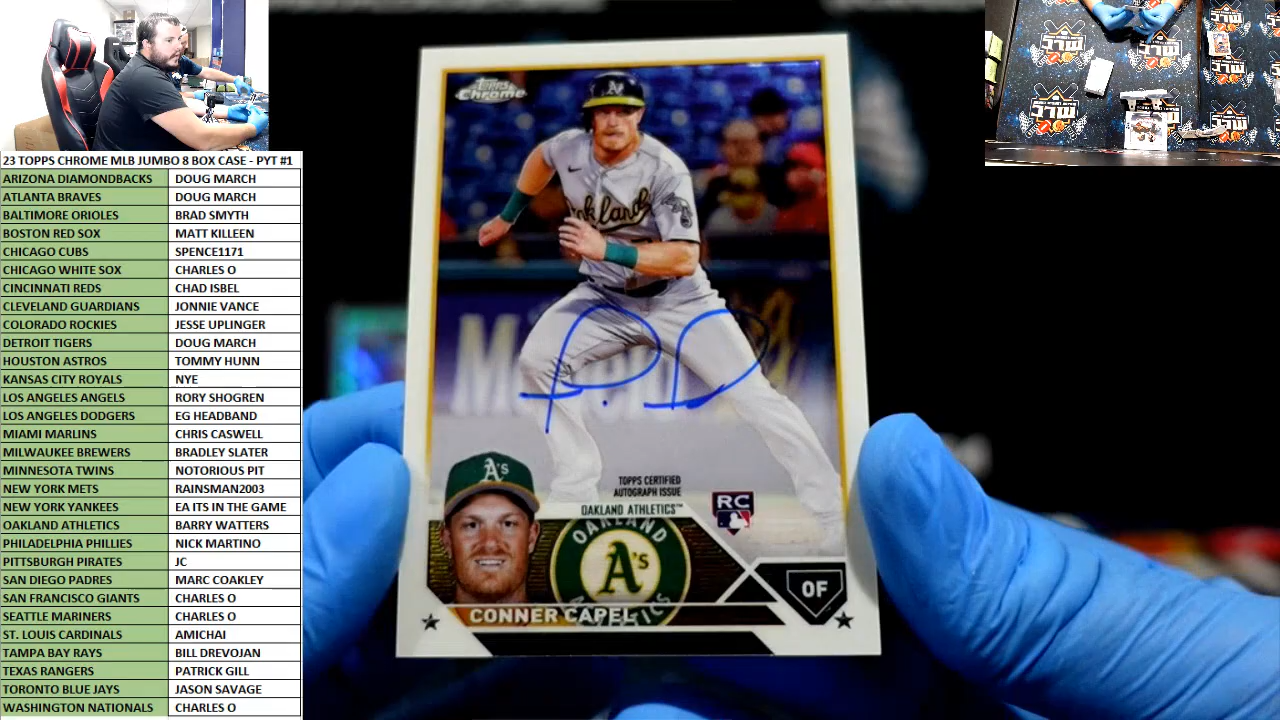 23 TOPPS CHROME MLB JUMBO 8 BOX CASE - PYT #1
ARIZONA DIAMONDBACKS DOUG MARCH
ATLANTA BRAVES DOUG MARCH
BALTIMORE ORIOLES BRAD SMYTH
BOSTON RED SOX MATT KILLEEN
CHICAGO CUBS SPENCE1171
CHICAGO WHITE SOX CHARLES O
CINCINNATI REDS CHAD ISBEL
CLEVELAND GUARDIANS JONNIE VANCE
COLORADO ROCKIES JESSE UPLINGER
DETROIT TIGERS DOUG MARCH
HOUSTON ASTROS TOMMY HUNN
KANSAS CITY ROYALS NYE
LOS ANGELES ANGELS RORY SHOGREN
LOS ANGELES DODGERS EG HEADBAND
MIAMI MARLINS CHRIS CASWELL
MILWAUKEE BREWERS BRADLEY SLATER
MINNESOTA TWINS NOTORIOUS PIT
NEW YORK METS RAINSMAN2003
NEW YORK YANKEES EA ITS IN THE GAME
OAKLAND ATHLETICS BARRY WATTERS
PHILADELPHIA PHILLIES NICK MARTINO
PITTSBURGH PIRATES JC
SAN DIEGO PADRES MARC COAKLEY
SAN FRANCISCO GIANTS CHARLES O
SEATTLE MARINERS CHARLES O
ST. LOUIS CARDINALS AMICHAI
TAMPA BAY RAYS BILL DREVOJAN
TEXAS RANGERS PATRICK GILL
TORONTO BLUE JAYS JASON SAVAGE
WASHINGTON NATIONALS CHARLES O
Topps
Chrome
A's
Oakland
TOPPS CERTIFIED
AUTOGRAPH ISSUE
OAKLAND ATHLETICS™
RC
A's
OAKLAND
A's
ATHLETICS
OF
CONNER CAPEL